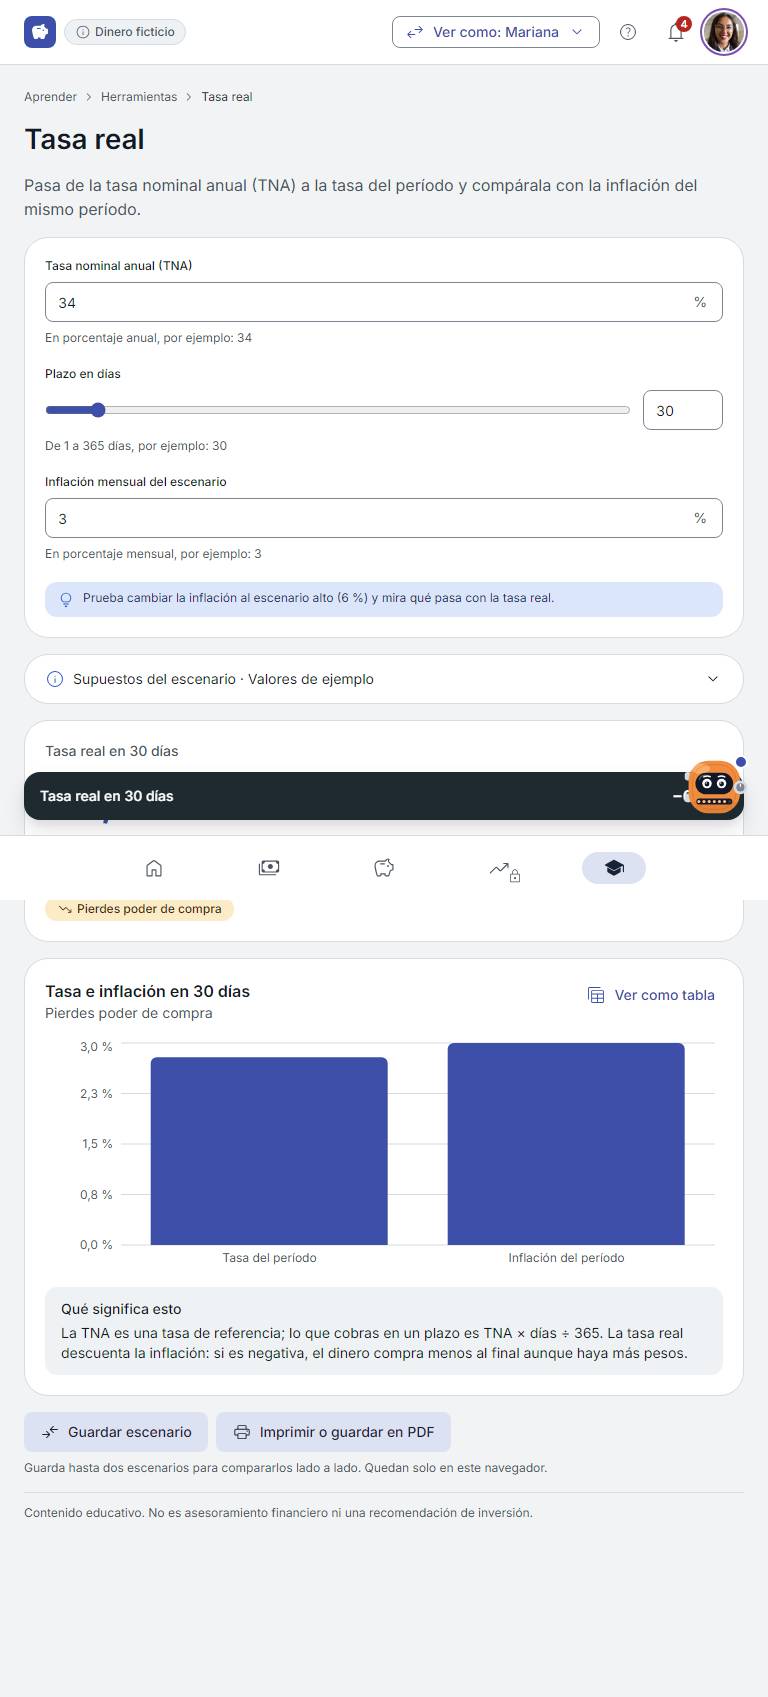 Dinero ficticio
Ver como: Mariana
4
Aprender
Herramientas
Tasa real
Tasa real
Pasa de la tasa nominal anual (TNA) a la tasa del período y compárala con la inflación del
mismo período.
Tasa nominal anual (TNA)
34 %
En porcentaje anual, por ejemplo: 34
Plazo en días
30
De 1 a 365 días, por ejemplo: 30
Inflación mensual del escenario
3 %
En porcentaje mensual, por ejemplo: 3
Prueba cambiar la inflación al escenario alto (6 %) y mira qué pasa con la tasa real.
Supuestos del escenario · Valores de ejemplo
Tasa real en 30 días
Tasa real en 30 días
Pierdes poder de compra
Tasa e inflación en 30 días
Ver como tabla
Pierdes poder de compra
3,0 %
2,3 %
1,5 %
0,8 %
0,0 %
Tasa del período
Inflación del período
Qué significa esto
La TNA es una tasa de referencia; lo que cobras en un plazo es TNA × días ÷ 365. La tasa real
descuenta la inflación: si es negativa, el dinero compra menos al final aunque haya más pesos.
Guardar escenario
Imprimir o guardar en PDF
Guarda hasta dos escenarios para compararlos lado a lado. Quedan solo en este navegador.
Contenido educativo. No es asesoramiento financiero ni una recomendación de inversión.